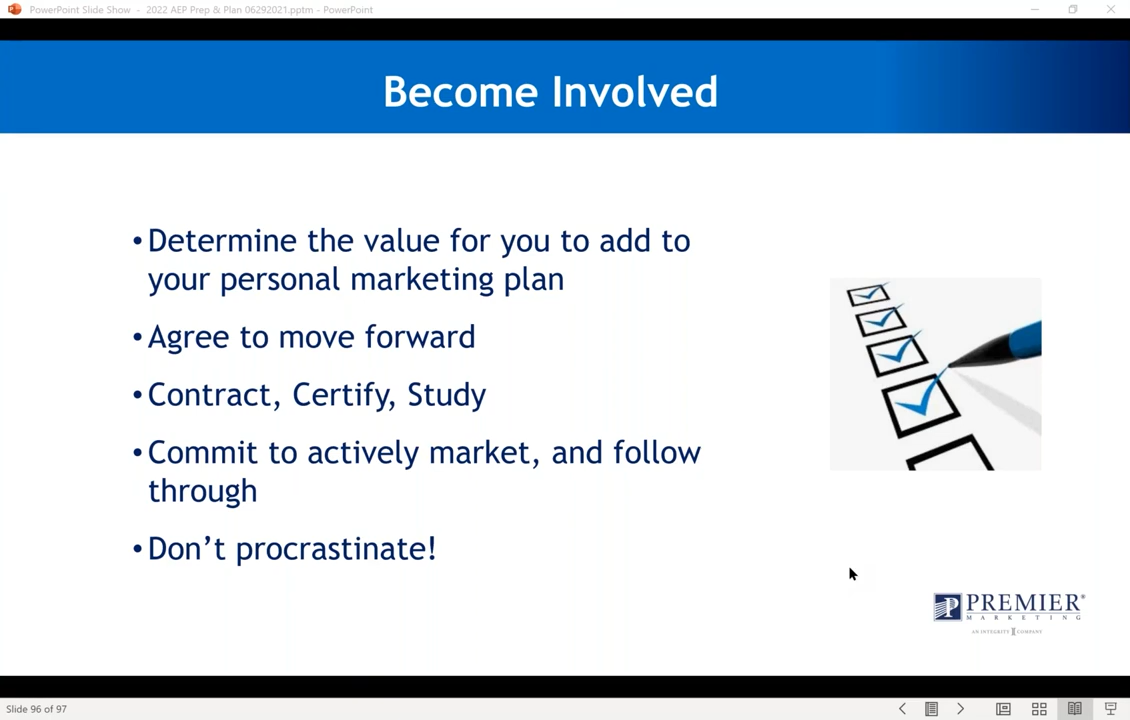 PowerPoint Slide Show - 2022 AEP Prep & Plan 06292021.pptm - PowerPoint
Become Involved
•Determine the value for you to add to
your personal marketing plan
•Agree to move forward
•Contract, Certify, Study
•Commit to actively market, and follow
through
•Don’t procrastinate!
PREMIER®
MARKETING
AN INTEGRITY COMPANY
Slide 96 of 97